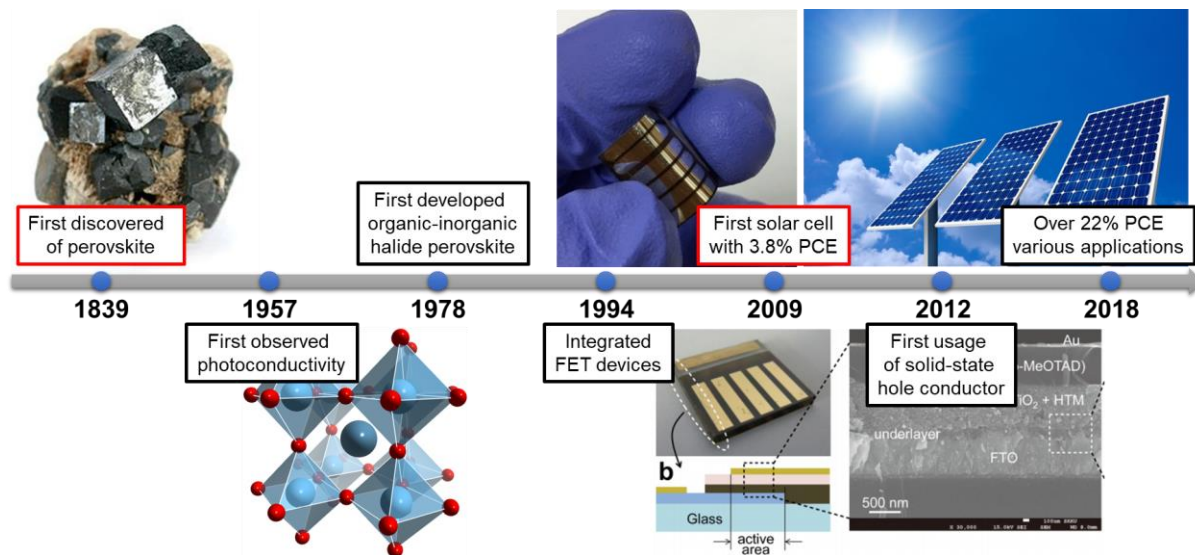 First discovered
of perovskite
First developed
organic-inorganic
halide perovskite
First solar cell
with 3.8% PCE
Over 22% PCE
various applications
1839
1957
1978
1994
2009
2012
2018
First observed
photoconductivity
Integrated
FET devices
First usage
of solid-state
hole conductor
Au
-MeOTAD)
+ HTM
underlayer
FTO
500 nm
b
Glass
active
area